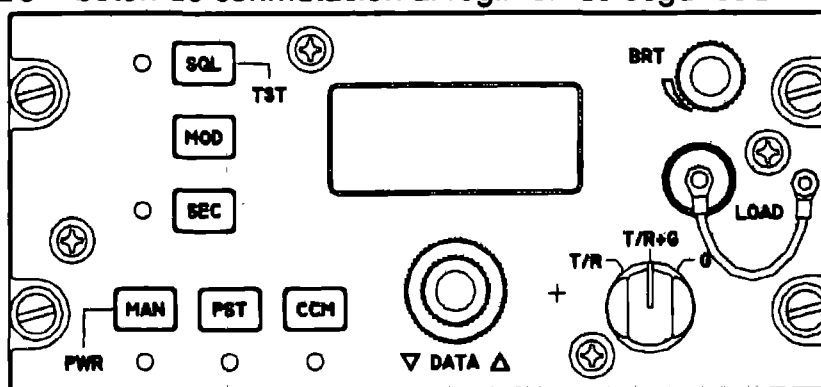 SQL
TST
BRT
MOD
SEC
LOAD
T/R+G
T/R
G
MAN
PST
CCM
PWR
▽ DATA △